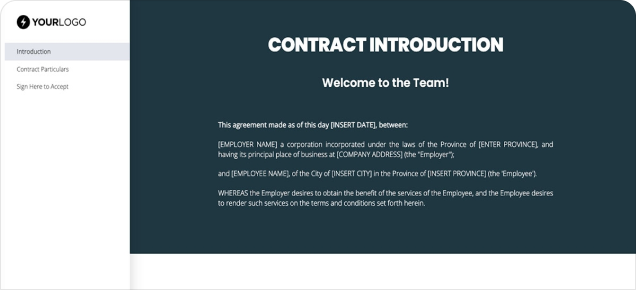 YOURLOGO
Introduction
Contract Particulars
Sign Here to Accept
CONTRACT INTRODUCTION
Welcome to the Team!
This agreement made as of this day [INSERT DATE], between:
[EMPLOYER NAME] a corporation incorporated under the laws of the Province of [ENTER PROVINCE], and
having its principal place of business at [COMPANY ADDRESS] (the "Employer");
and [EMPLOYEE NAME], of the City of [INSERT CITY] in the Province of [INSERT PROVINCE] (the 'Employee').
WHEREAS the Employer desires to obtain the benefit of the services of the Employee, and the Employee desires
to render such services on the terms and conditions set forth herein.